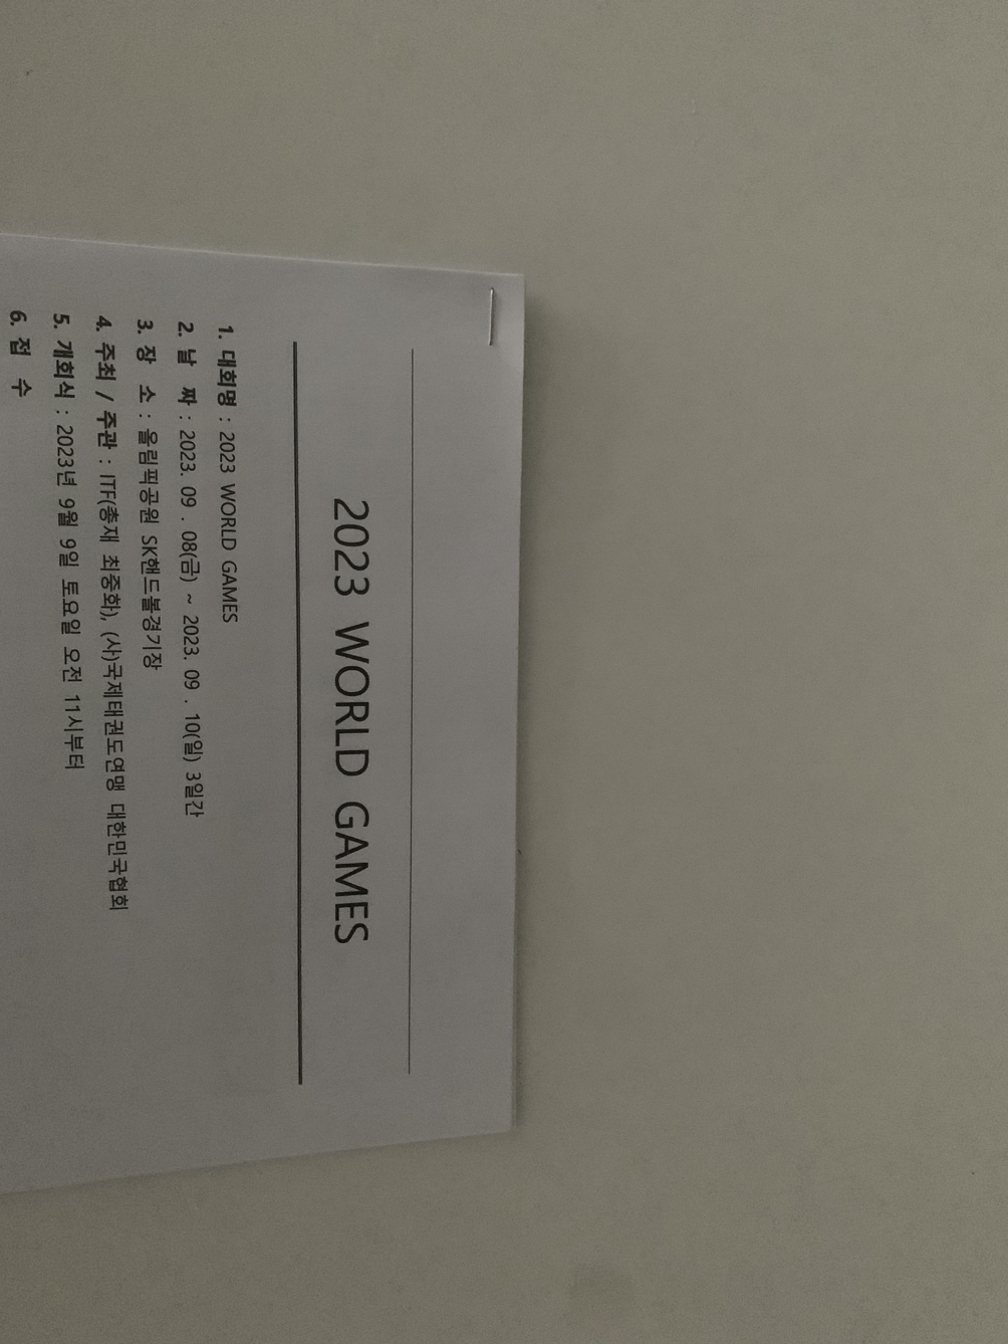 2023 WORLD GAMES
1. 대회명 : 2023 WORLD GAMES
2. 날 짜 : 2023. 09 . 08(금) ~ 2023. 09 . 10(일) 3일간
3. 장 소 : 올림픽공원 SK핸드볼경기장
4. 주최 / 주관 : ITF(총재 최중화), (사)국제태권도연맹 대한민국협회
5. 개회식 : 2023년 9월 9일 토요일 오전 11시부터
6. 접 수